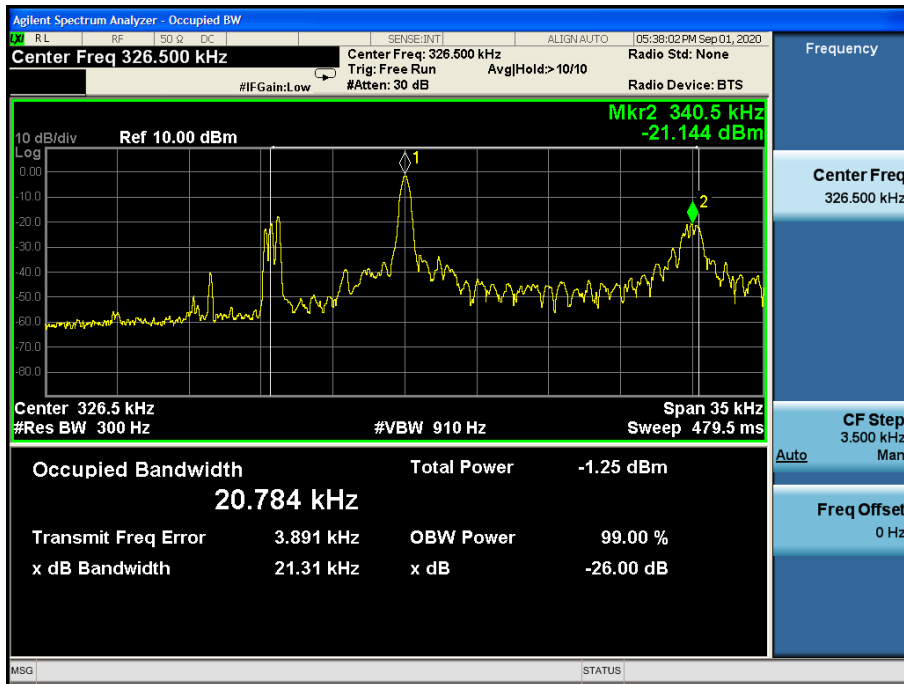 Agilent Spectrum Analyzer - Occupied BW
LXI RL RF 50 Ω DC SENSE:INT ALIGN AUTO 05:38:02 PM Sep 01, 2020
Center Freq 326.500 kHz
Center Freq: 326.500 kHz Radio Std: None
Trig: Free Run Avg|Hold:>10/10
#IFGain:Low #Atten: 30 dB Radio Device: BTS
Frequency
Mkr2 340.5 kHz
10 dB/div Ref 10.00 dBm -21.144 dBm
Log
0.00
-10.0
-20.0
-30.0
-40.0
-50.0
-60.0
-70.0
-80.0
1
2
Center 326.5 kHz Span 35 kHz
#Res BW 300 Hz #VBW 910 Hz Sweep 479.5 ms
Occupied Bandwidth Total Power -1.25 dBm
20.784 kHz
Transmit Freq Error 3.891 kHz OBW Power 99.00 %
x dB Bandwidth 21.31 kHz x dB -26.00 dB
Center Freq
326.500 kHz
CF Step
3.500 kHz
Auto Man
Freq Offset
0 Hz
MSG STATUS